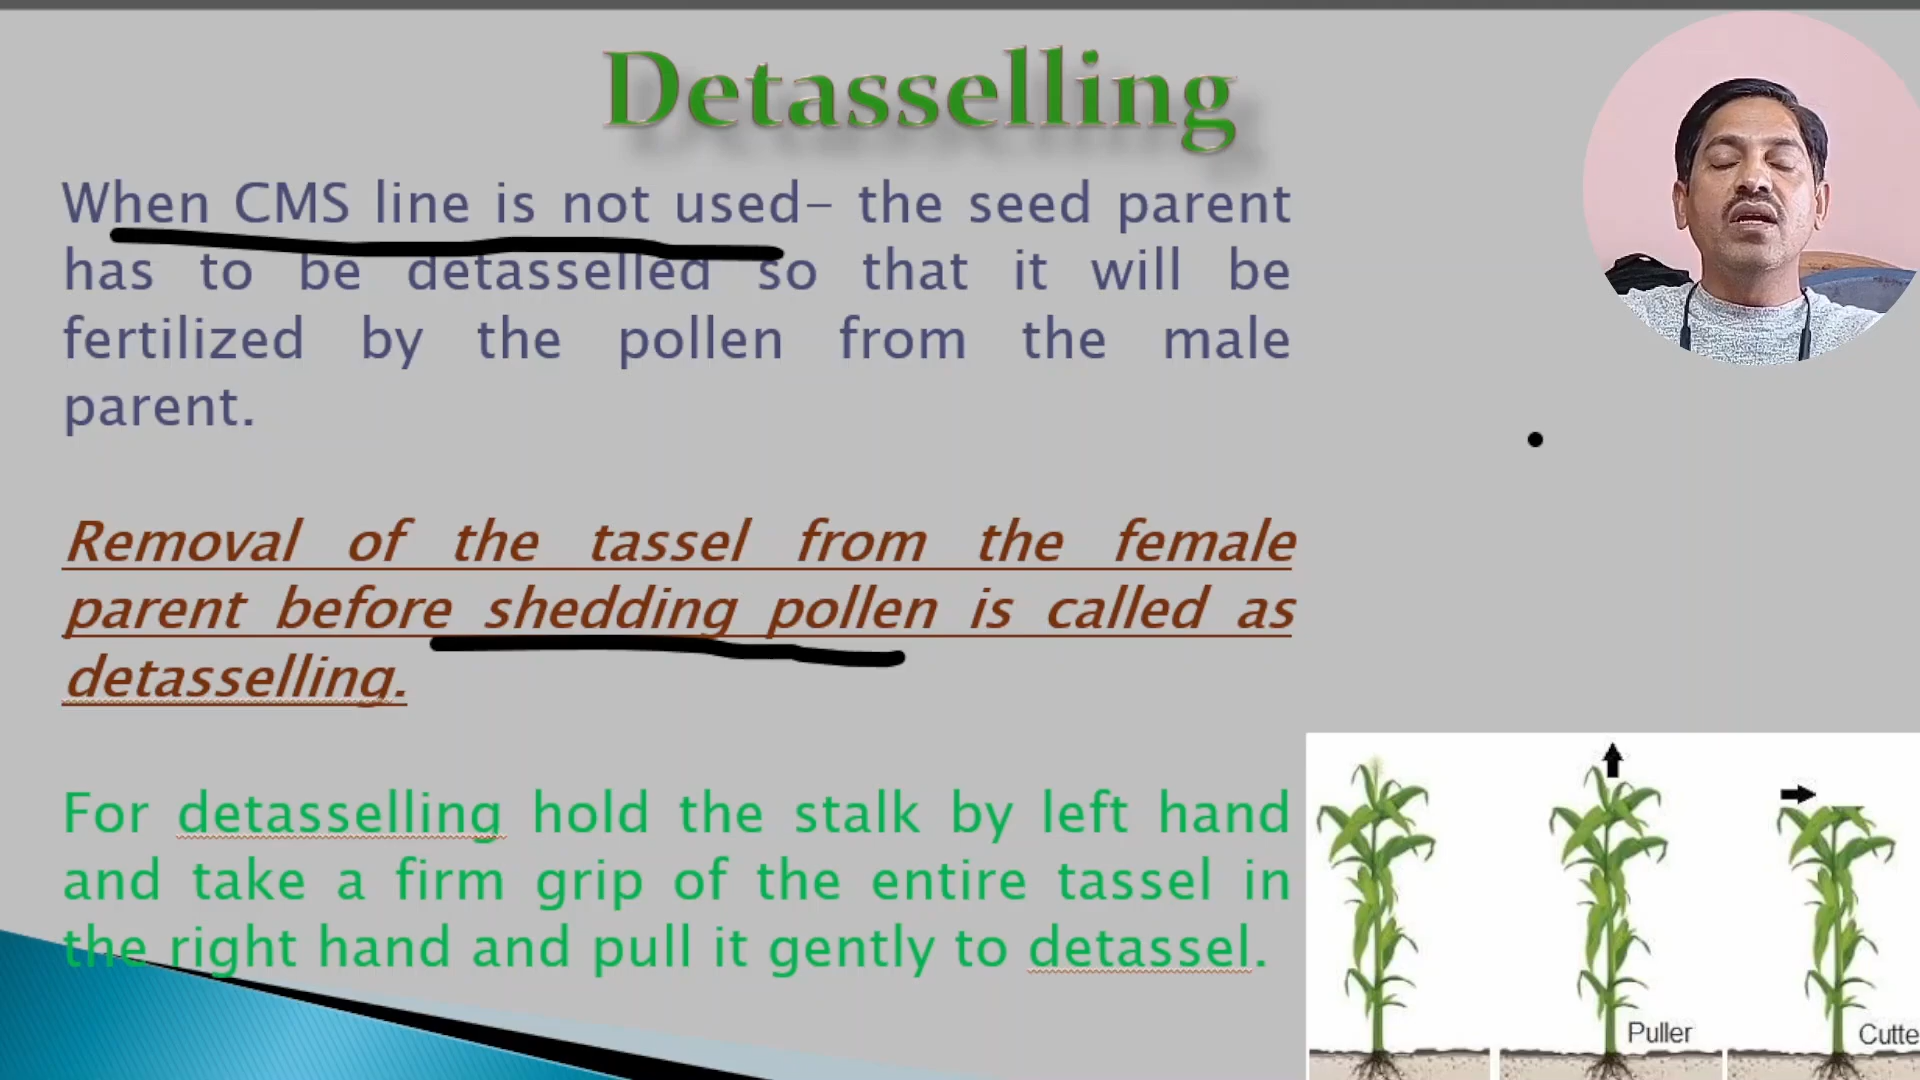 Detasselling
When CMS line is not used- the seed parent
has to be detasselled so that it will be
fertilized by the pollen from the male
parent.
Removal of the tassel from the female
parent before shedding pollen is called as
detasselling.
For detasselling hold the stalk by left hand
and take a firm grip of the entire tassel in
the right hand and pull it gently to detassel.
Puller
Cutte